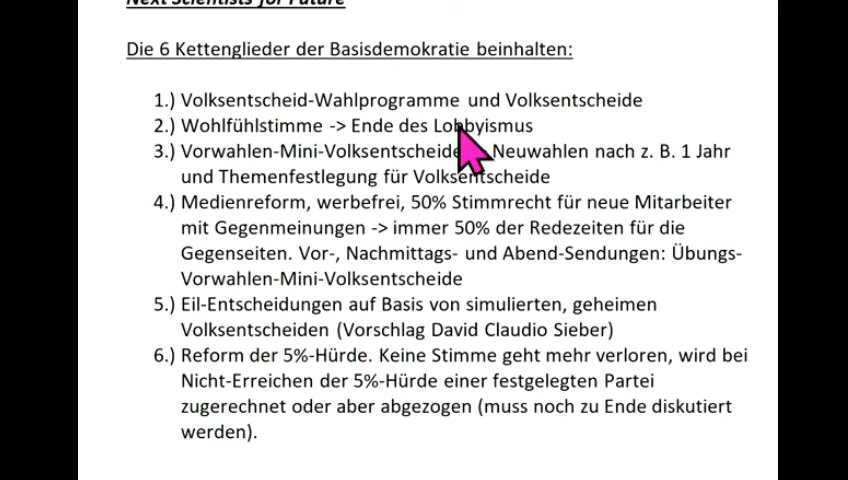 Next Scientists for Future
Die 6 Kettenglieder der Basisdemokratie beinhalten:
1.) Volksentscheid-Wahlprogramme und Volksentscheide
2.) Wohlfühlstimme -> Ende des Lobbyismus
3.) Vorwahlen-Mini-Volksentscheide Neuwahlen nach z. B. 1 Jahr
und Themenfestlegung für Volksentscheide
4.) Medienreform, werbefrei, 50% Stimmrecht für neue Mitarbeiter
mit Gegenmeinungen -> immer 50% der Redezeiten für die
Gegenseiten. Vor-, Nachmittags- und Abend-Sendungen: Übungs-
Vorwahlen-Mini-Volksentscheide
5.) Eil-Entscheidungen auf Basis von simulierten, geheimen
Volksentscheiden (Vorschlag David Claudio Sieber)
6.) Reform der 5%-Hürde. Keine Stimme geht mehr verloren, wird bei
Nicht-Erreichen der 5%-Hürde einer festgelegten Partei
zugerechnet oder aber abgezogen (muss noch zu Ende diskutiert
werden).